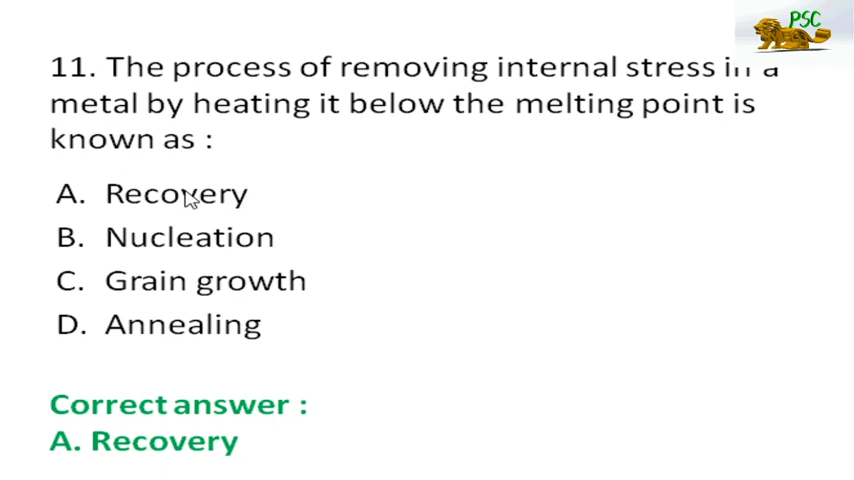 PSC
11. The process of removing internal stress in a
metal by heating it below the melting point is
known as :
A. Recovery
B. Nucleation
C. Grain growth
D. Annealing
Correct answer :
A. Recovery